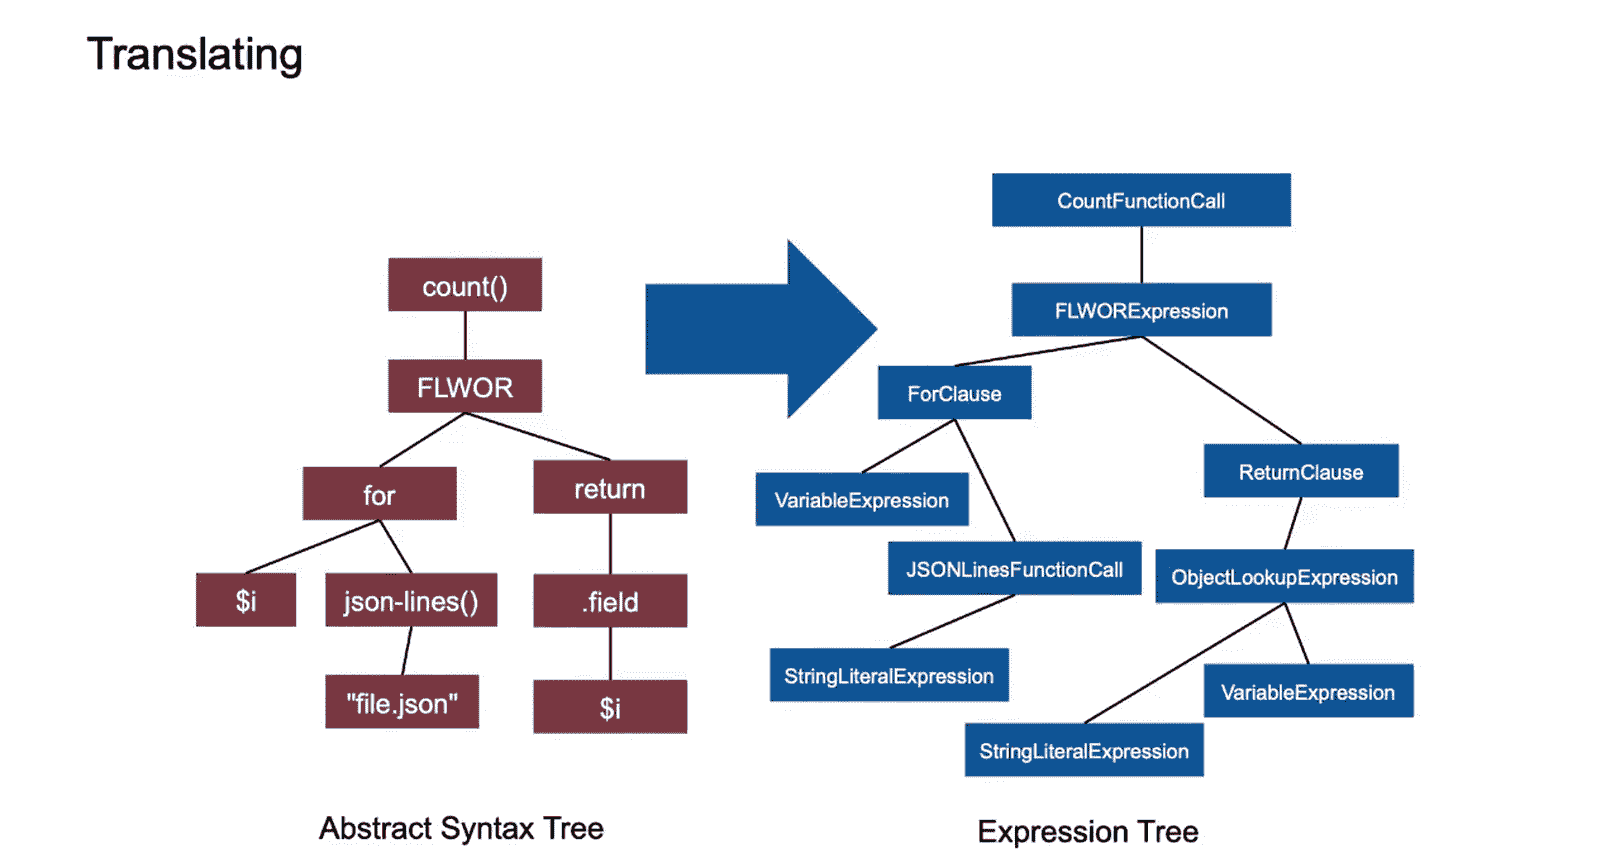 Translating
count()
FLWOR
for
return
$i
json-lines()
.field
"file.json"
$i
Abstract Syntax Tree
CountFunctionCall
FLWORExpression
ForClause
ReturnClause
VariableExpression
JSONLinesFunctionCall
ObjectLookupExpression
StringLiteralExpression
VariableExpression
StringLiteralExpression
Expression Tree